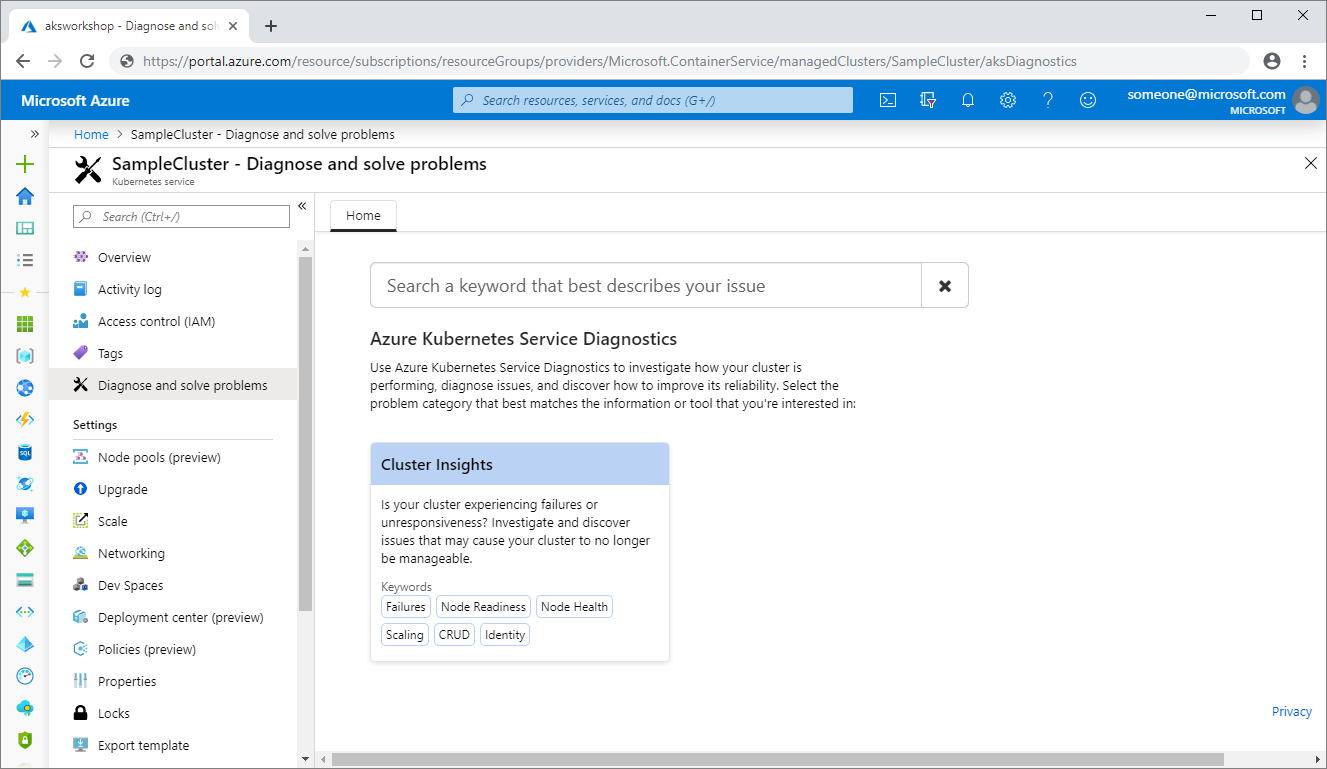 aksworkshop - Diagnose and solv
https://portal.azure.com/resource/subscriptions/resourceGroups/providers/Microsoft.ContainerService/managedClusters/SampleCluster/aksDiagnostics
Microsoft Azure
Search resources, services, and docs (G+/)
someone@microsoft.com
MICROSOFT
Home > SampleCluster - Diagnose and solve problems
SampleCluster - Diagnose and solve problems
Kubernetes service
Search (Ctrl+/)
Overview
Activity log
Access control (IAM)
Tags
Diagnose and solve problems
Settings
Node pools (preview)
Upgrade
Scale
Networking
Dev Spaces
Deployment center (preview)
Policies (preview)
Properties
Locks
Export template
SQL
Home
Search a keyword that best describes your issue
Azure Kubernetes Service Diagnostics
Use Azure Kubernetes Service Diagnostics to investigate how your cluster is
performing, diagnose issues, and discover how to improve its reliability. Select the
problem category that best matches the information or tool that you're interested in:
Cluster Insights
Is your cluster experiencing failures or
unresponsiveness? Investigate and discover
issues that may cause your cluster to no longer
be manageable.
Keywords
Failures Node Readiness Node Health
Scaling CRUD Identity
Privacy